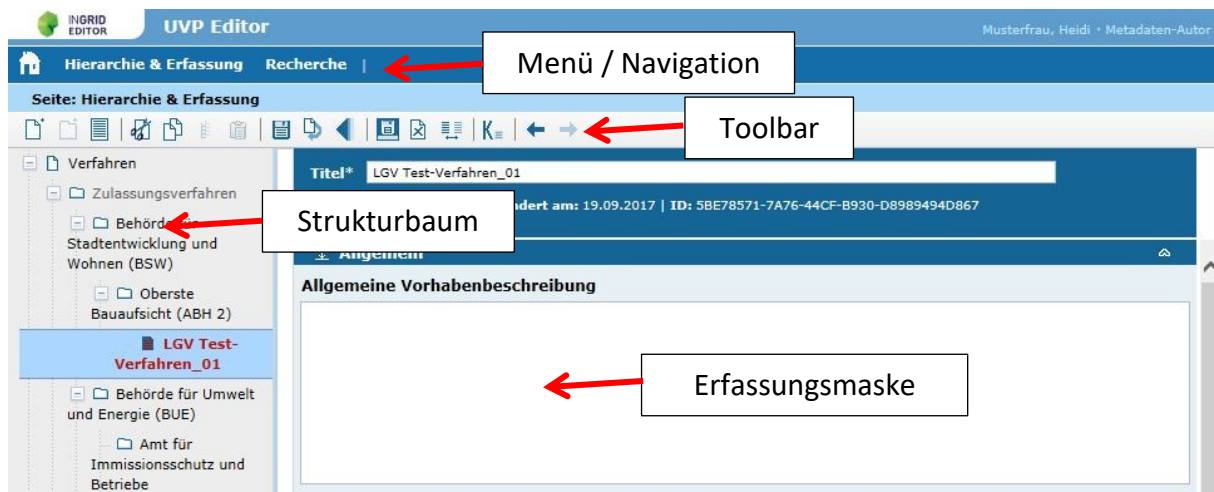 INGRID
EDITOR
UVP Editor
Musterfrau, Heidi · Metadaten-Autor
Hierarchie & Erfassung Recherche |
Menü / Navigation
Seite: Hierarchie & Erfassung
Toolbar
Verfahren
Zulassungsverfahren
Behörde
Stadtentwicklung und
Wohnen (BSW)
Oberste
Bauaufsicht (ABH 2)
LGV Test-
Verfahren_01
Behörde für Umwelt
und Energie (BUE)
Amt für
Immissionsschutz und
Betriebe
Strukturbaum
Titel* LGV Test-Verfahren_01
ndert am: 19.09.2017 | ID: 5BE78571-7A76-44CF-B930-D8989494D867
Allgemein
Allgemeine Vorhabenbeschreibung
Erfassungsmaske